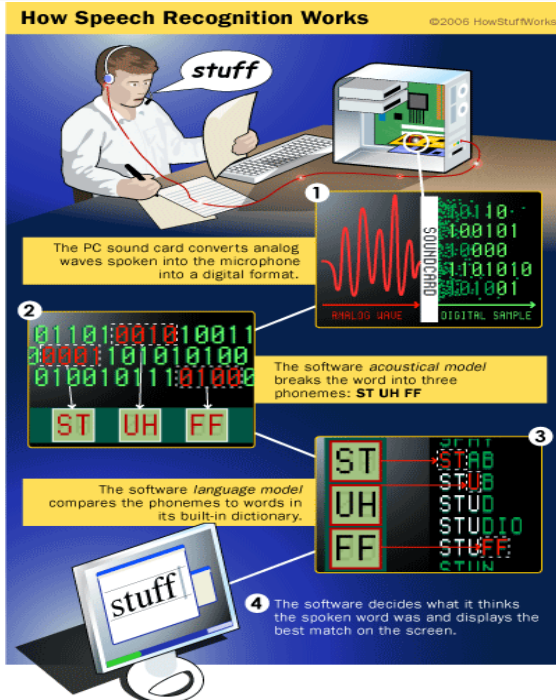 How Speech Recognition Works
©2006 HowStuffWorks
stuff
1
The PC sound card converts analog
waves spoken into the microphone
into a digital format.
SOUNDCARD
ANALOG WAVE
DIGITAL SAMPLE
2
01101001010011
0100101110100
ST UH FF
The software acoustical model
breaks the word into three
phonemes: ST UH FF
3
The software language model
compares the phonemes to words in
its built-in dictionary.
ST
UH
FF
STAB
STUB
STUD
STUDIO
STUFF
STUN
stuff
4 The software decides what it thinks
the spoken word was and displays the
best match on the screen.